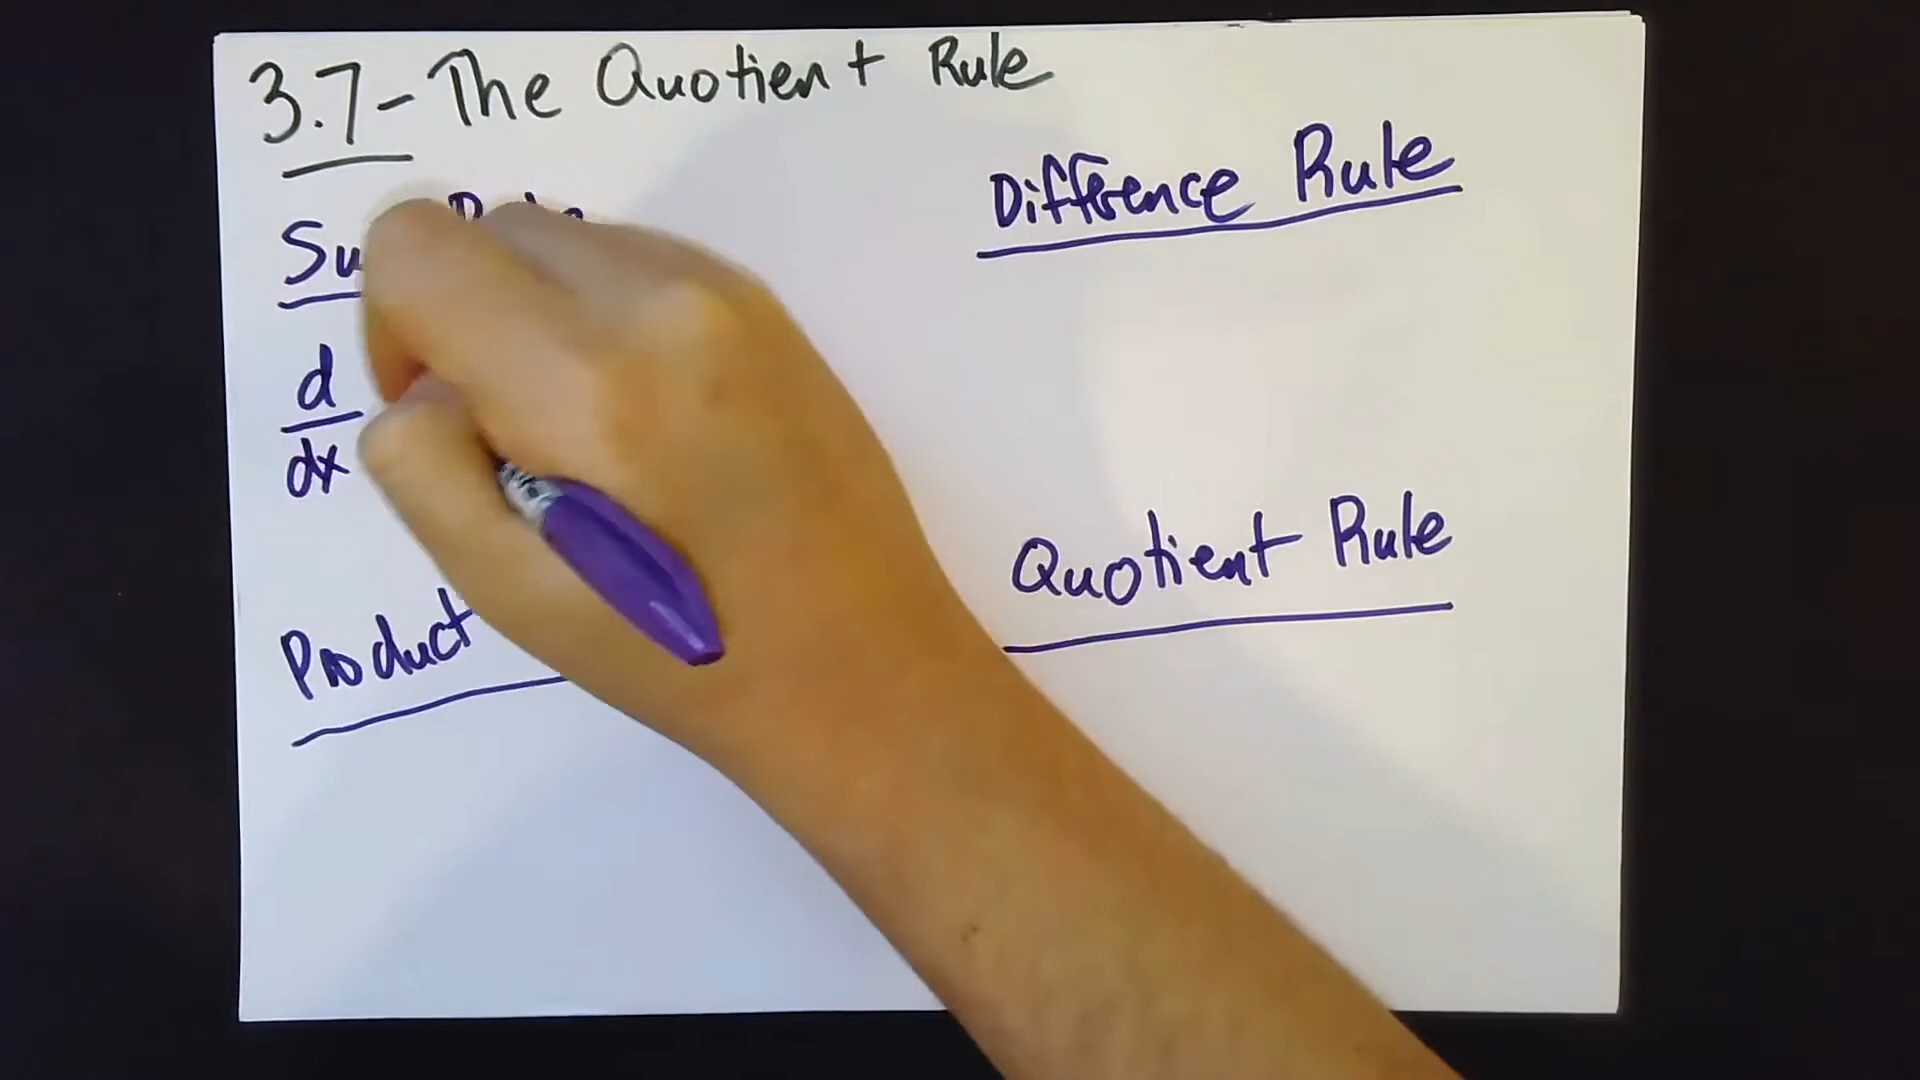 3.7 - The Quotient Rule
Difference Rule
d
dx
Quotient Rule
Product